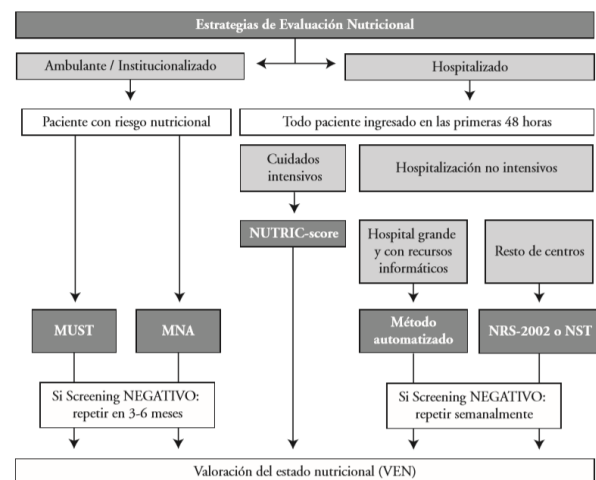 Estrategias de Evaluación Nutricional
Ambulante / Institucionalizado
Hospitalizado
Paciente con riesgo nutricional
Todo paciente ingresado en las primeras 48 horas
Cuidados
intensivos
Hospitalización no intensivos
NUTRIC-score
Hospital grande
y con recursos
informáticos
Resto de centros
MUST
MNA
Método
automatizado
NRS-2002 o NST
Si Screening NEGATIVO:
repetir en 3-6 meses
Si Screening NEGATIVO:
repetir semanalmente
Valoración del estado nutricional (VEN)